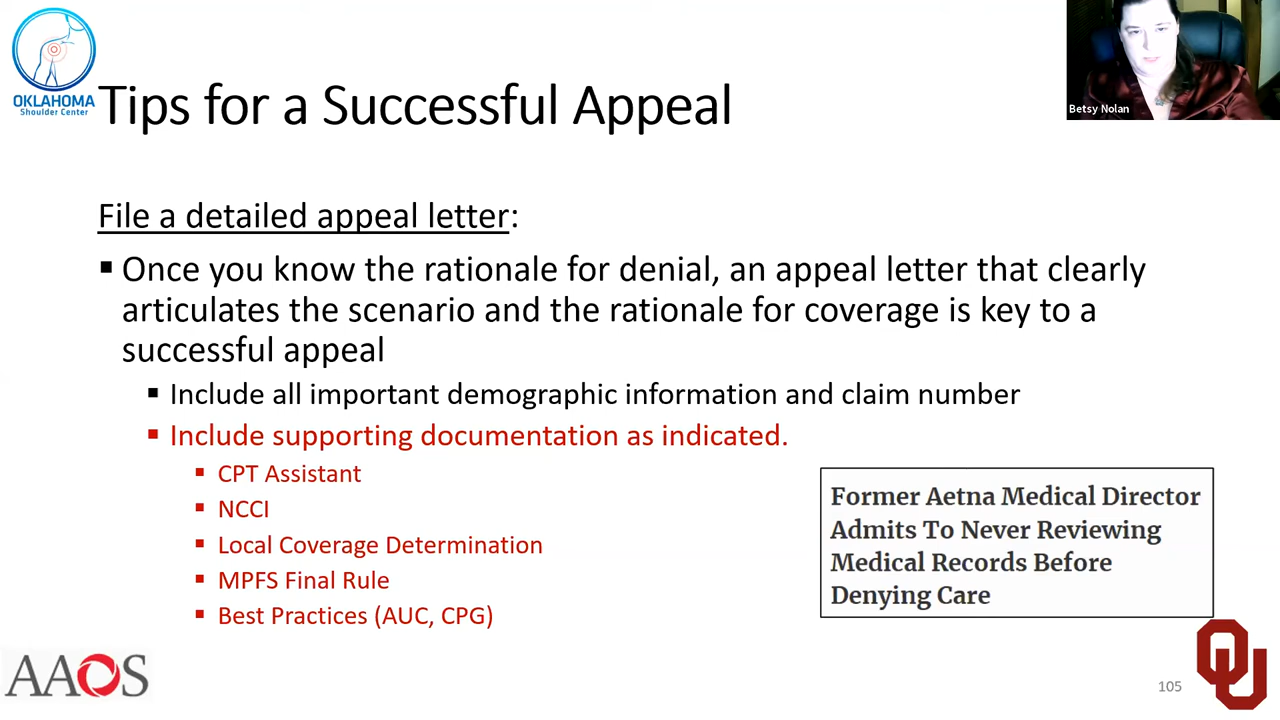 OKLAHOMA
Shoulder Center
Tips for a Successful Appeal
Betsy Nolan
File a detailed appeal letter:
▪ Once you know the rationale for denial, an appeal letter that clearly
articulates the scenario and the rationale for coverage is key to a
successful appeal
▪ Include all important demographic information and claim number
▪ Include supporting documentation as indicated.
▪ CPT Assistant
▪ NCCI
▪ Local Coverage Determination
▪ MPFS Final Rule
▪ Best Practices (AUC, CPG)
Former Aetna Medical Director
Admits To Never Reviewing
Medical Records Before
Denying Care
AAOS
105
OU